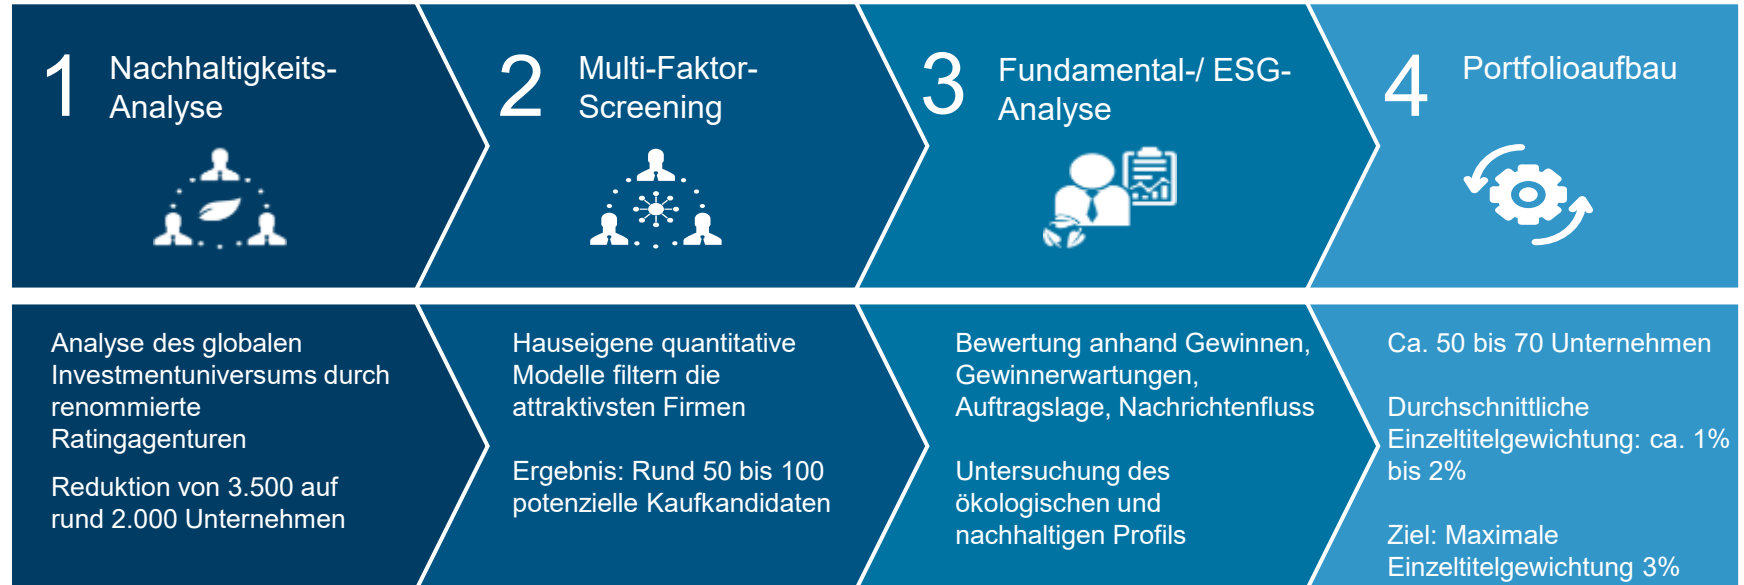 1
Nachhaltigkeits-
Analyse
2
Multi-Faktor-
Screening
3
Fundamental-/ ESG-
Analyse
4
Portfolioaufbau
Analyse des globalen
Investmentuniversums durch
renommierte
Ratingagenturen
Reduktion von 3.500 auf
rund 2.000 Unternehmen
Hauseigene quantitative
Modelle filtern die
attraktivsten Firmen
Ergebnis: Rund 50 bis 100
potenzielle Kaufkandidaten
Bewertung anhand Gewinnen,
Gewinnerwartungen,
Auftragslage, Nachrichtenfluss
Untersuchung des
ökologischen und
nachhaltigen Profils
Ca. 50 bis 70 Unternehmen
Durchschnittliche
Einzeltitelgewichtung: ca. 1%
bis 2%
Ziel: Maximale
Einzeltitelgewichtung 3%